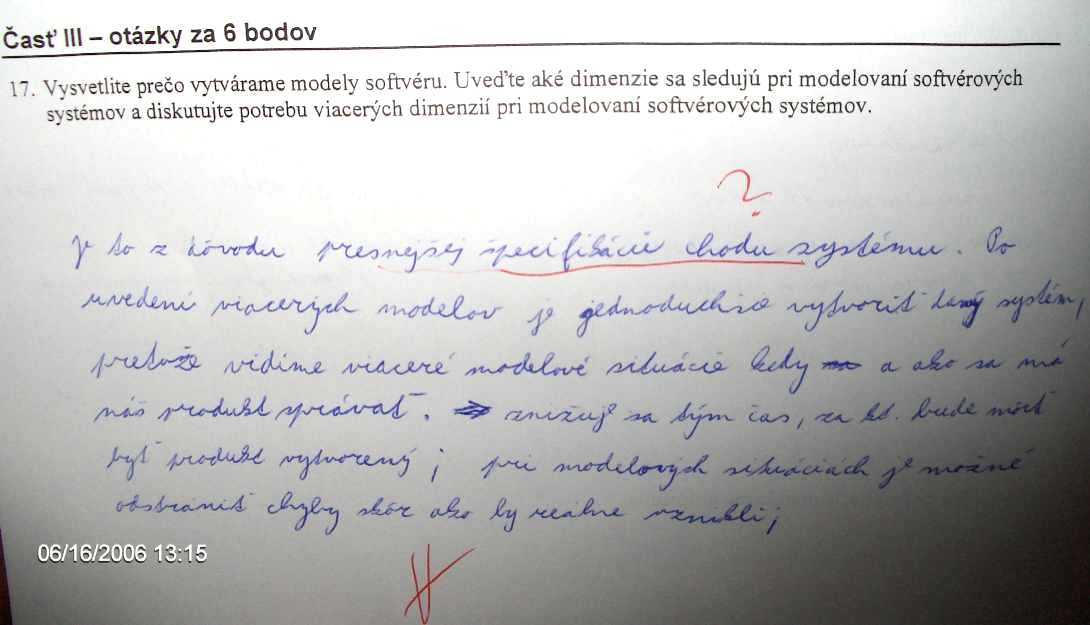 Časť III – otázky za 6 bodov
17. Vysvetlite prečo vytvárame modely softvéru. Uveďte aké dimenzie sa sledujú pri modelovaní softvérových
systémov a diskutujte potrebu viacerých dimenzií pri modelovaní softvérových systémov.
?
Je to z dôvodu presnejšej špecifikácie chodu systému. Po
uvedení viacerých modelov je jednoduchšie vytvoriť daný systém,
pretože vidíme viaceré modelové situácie kedy a ako sa má
náš produkt správať. znižuje sa tým čas, za kt. bude môcť
byť produkt vytvorený; pri modelových situáciách je možné
odstrániť chyby skôr ako by reálne vznikli;
06/16/2006 13:15